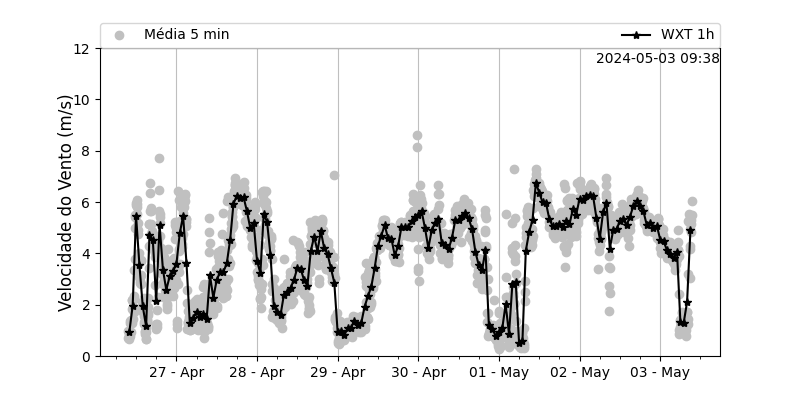 Média 5 min
WXT 1h
2024-05-03 09:38
Velocidade do Vento (m/s)
12
10
8
6
4
2
0
27 - Apr
28 - Apr
29 - Apr
30 - Apr
01 - May
02 - May
03 - May